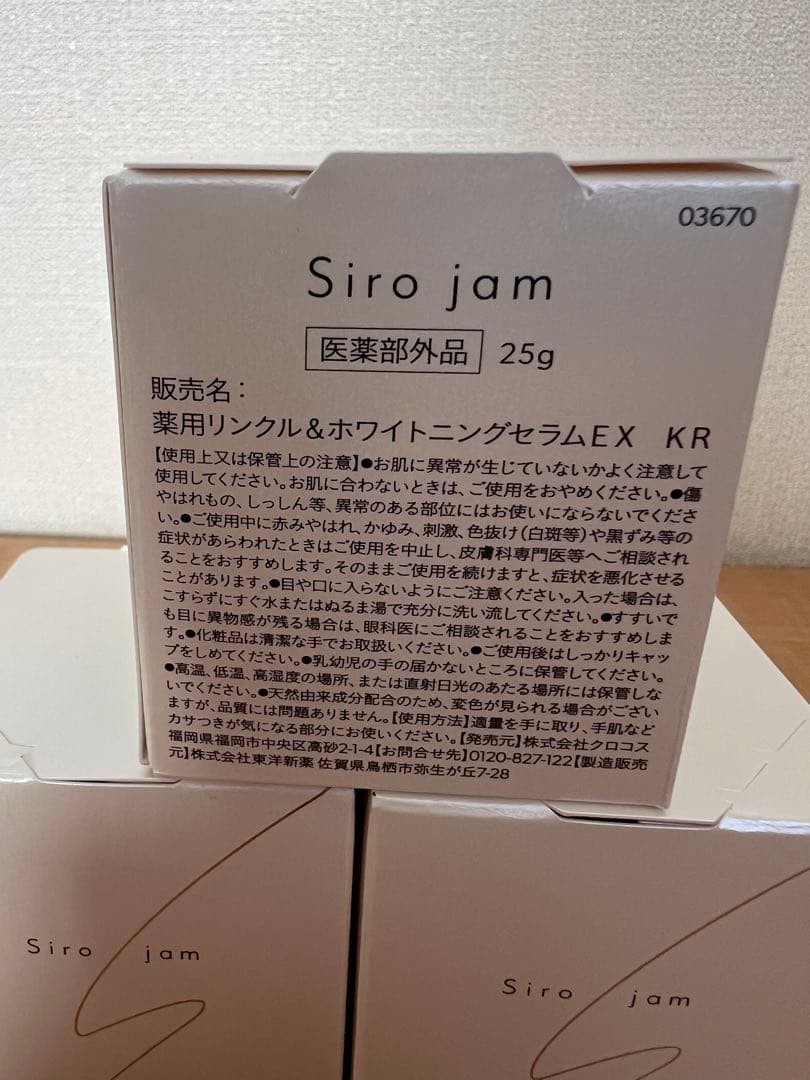 03670
Siro jam
医薬部外品 25g
販売名：
薬用リンクル＆ホワイトニングセラムEX KR
【使用上又は保管上の注意】●お肌に異常が生じていないかよく注意して
使用してください。お肌に合わないときは、ご使用をおやめください。●傷
やはれもの、しっしん等、異常のある部位にはお使いにならないでくださ
い。●ご使用中に赤みやはれ、かゆみ、刺激、色抜け（白斑等）や黒ずみ等の
症状があらわれたときはご使用を中止し、皮膚科専門医等へご相談され
ることをおすすめします。そのままご使用を続けますと、症状を悪化させる
ことがあります。●目や口に入らないようにご注意ください。入った場合は、
こすらずにすぐ水またはぬるま湯で充分に洗い流してください。●すすいで
も目に異物感が残る場合は、眼科医にご相談されることをおすすめしま
す。●化粧品は清潔な手でお取扱いください。●ご使用後はしっかりキャッ
プをしめてください。●乳幼児の手の届かないところに保管してください。
●高温、低温、高湿度の場所、または直射日光のあたる場所には保管しな
いでください。●天然由来成分配合のため、変色が見られる場合がござい
ますが、品質には問題ありません。【使用方法】適量を手に取り、手肌など
カサつきが気になる部分にお使いください。【発売元】株式会社クロコス
福岡県福岡市中央区高砂2-1-4【お問合せ先】0120-827-122【製造販売
元】株式会社東洋新薬 佐賀県鳥栖市弥生が丘7-28
Siro jam
Siro jam